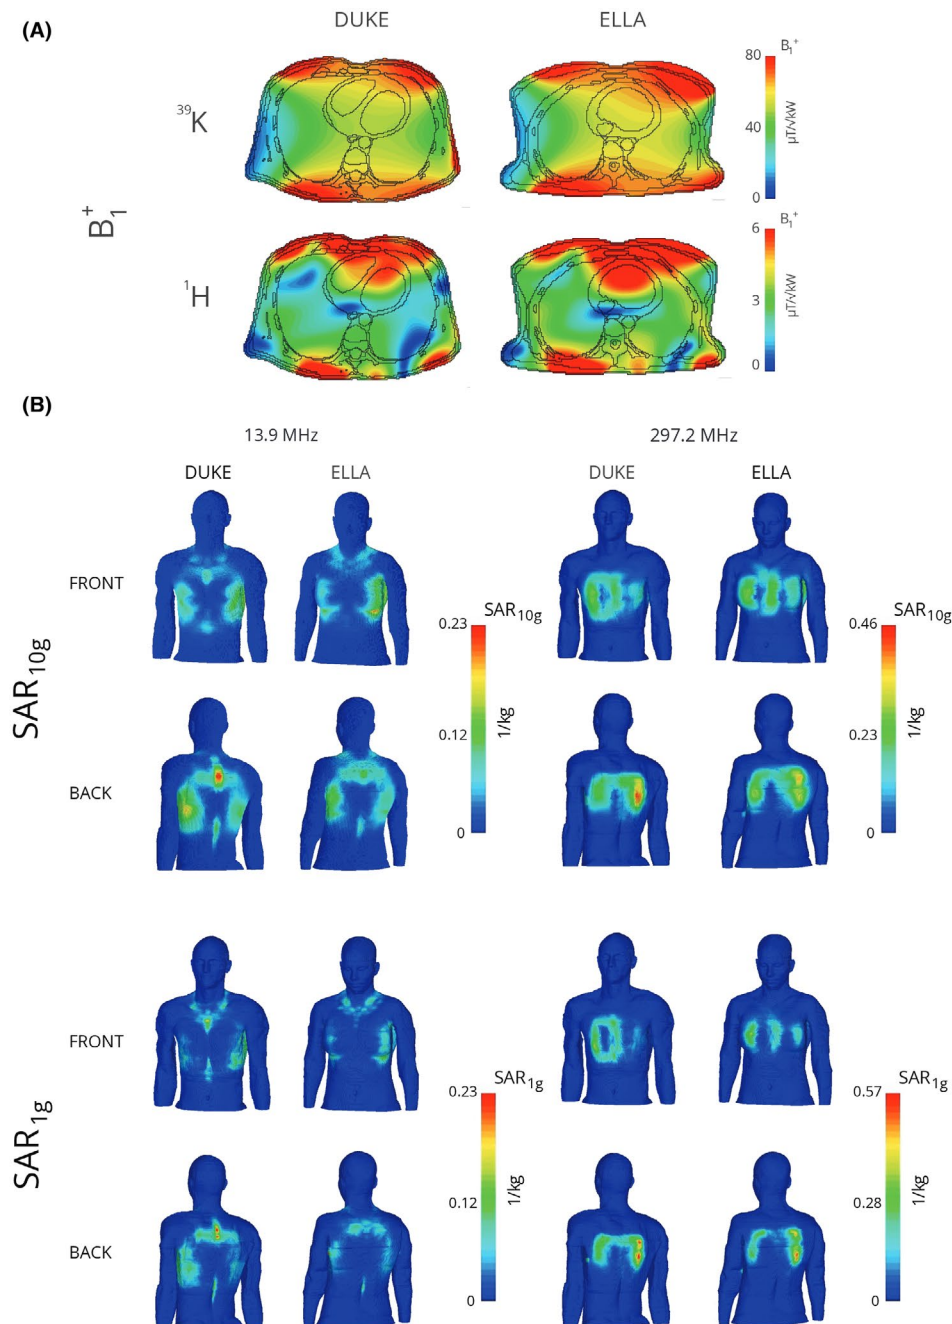 (A)
DUKE
ELLA
39K
B1+
80
40
0
μT/√kW
B1+
1H
B1+
6
3
0
μT/√kW
(B)
13.9 MHz
297.2 MHz
DUKE
ELLA
DUKE
ELLA
SAR10g
FRONT
BACK
SAR10g
0.23
0.12
0
1/kg
SAR10g
0.46
0.23
0
1/kg
SAR1g
FRONT
BACK
SAR1g
0.23
0.12
0
1/kg
SAR1g
0.57
0.28
0
1/kg